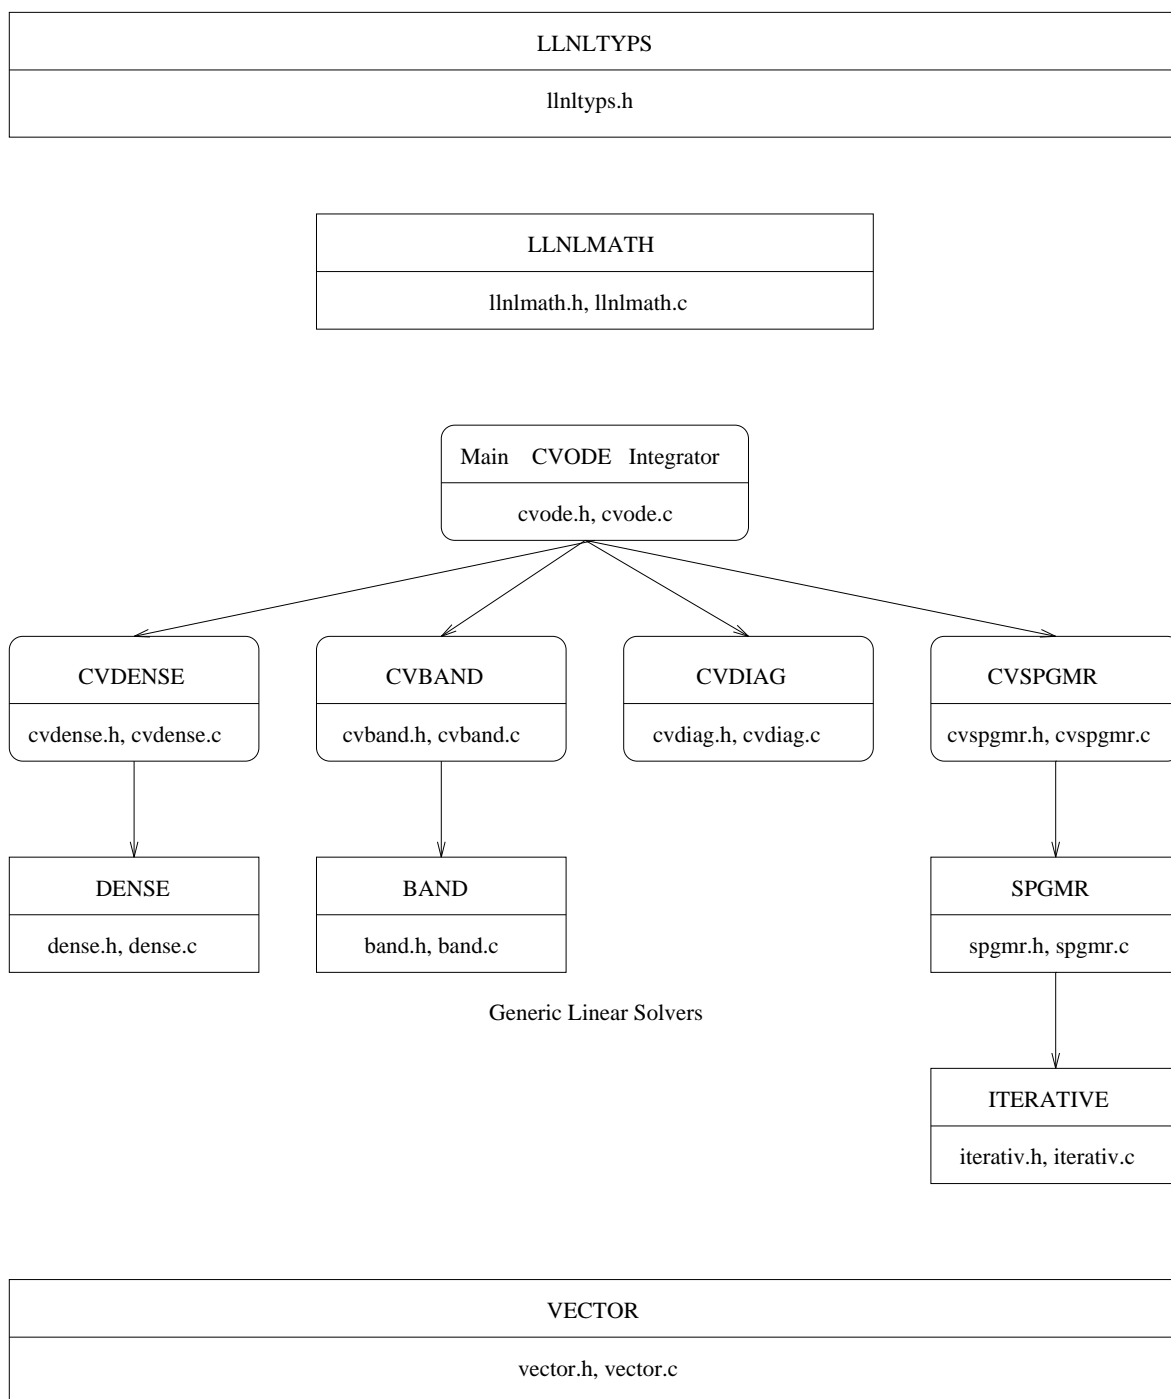 LLNLTYPS
llnltyps.h
LLNLMATH
llnlmath.h, llnlmath.c
Main CVODE Integrator
cvode.h, cvode.c
CVDENSE
cvdense.h, cvdense.c
CVBAND
cvband.h, cvband.c
CVDIAG
cvdiag.h, cvdiag.c
CVSPGMR
cvspgmr.h, cvspgmr.c
DENSE
dense.h, dense.c
BAND
band.h, band.c
SPGMR
spgmr.h, spgmr.c
Generic Linear Solvers
ITERATIVE
iterativ.h, iterativ.c
VECTOR
vector.h, vector.c